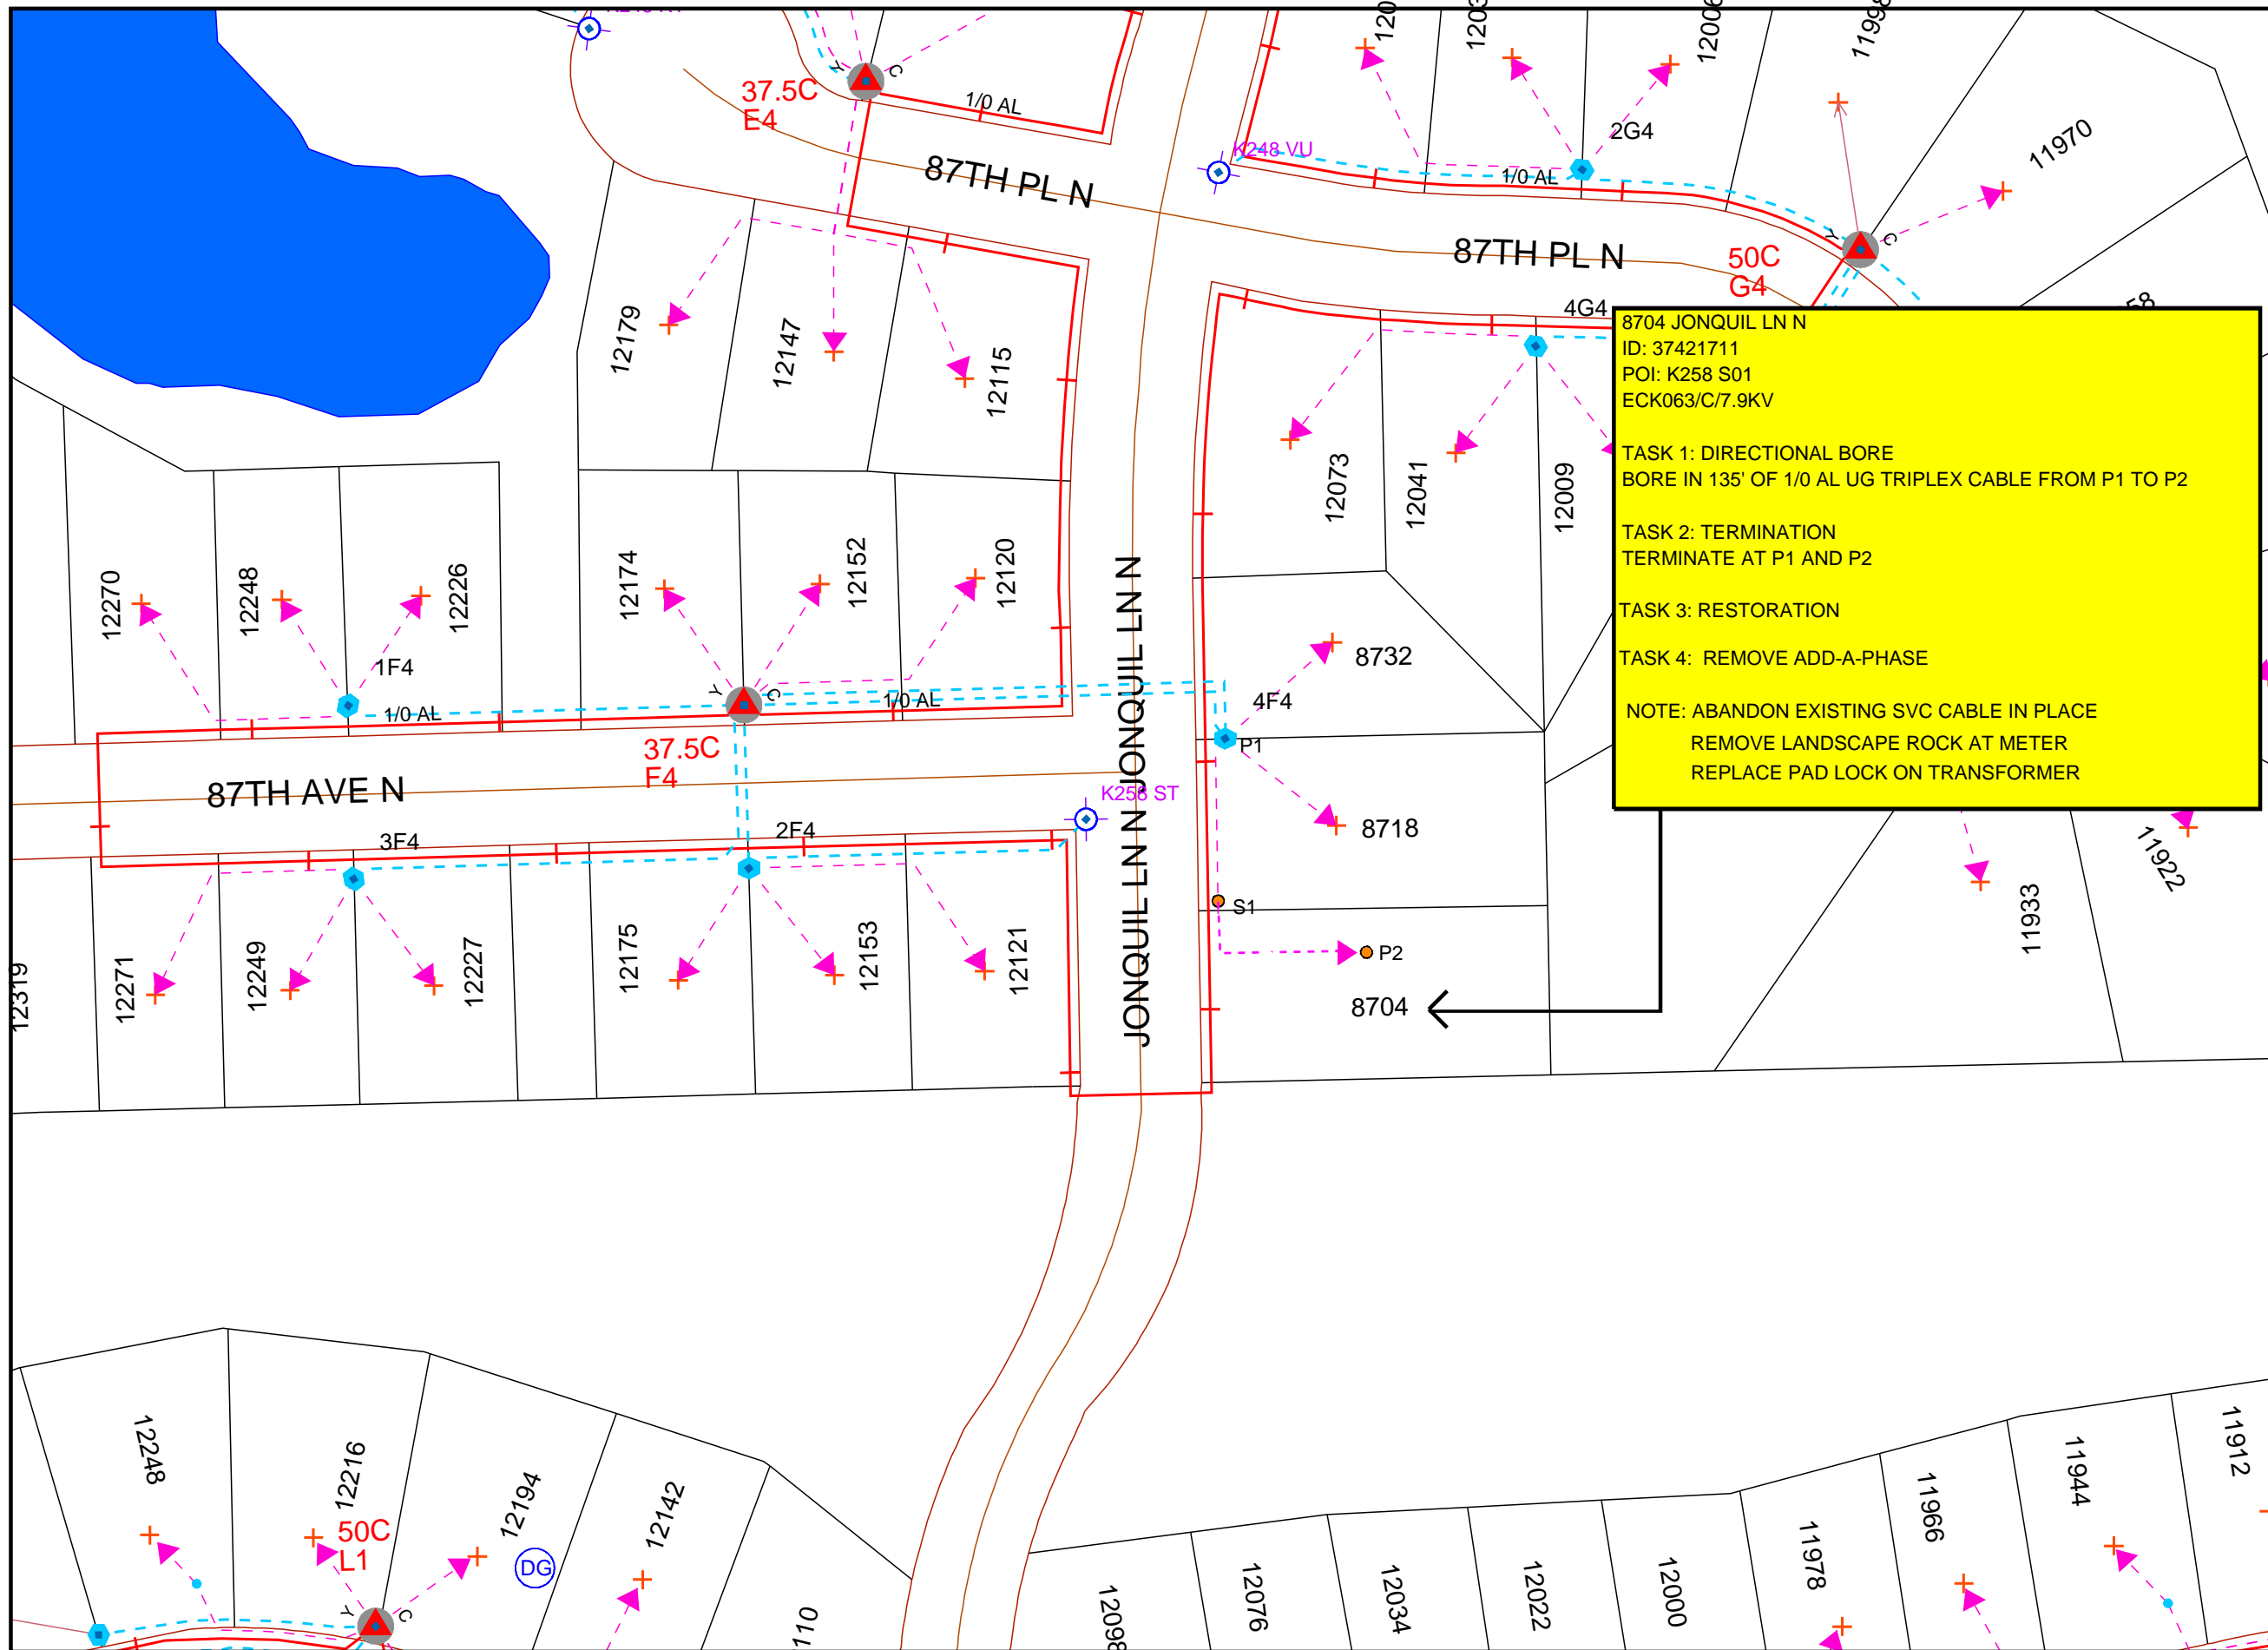 37.5C
E4
Y
C
1/0 AL
87TH PL N
K248 VU
12006
11998
2G4
1/0 AL
11970
87TH PL N
50C
G4
Y
C
4G4
12179
12147
12115
12073
12041
12009
8704 JONQUIL LN N
ID: 37421711
POI: K258 S01
ECK063/C/7.9KV
TASK 1: DIRECTIONAL BORE
BORE IN 135' OF 1/0 AL UG TRIPLEX CABLE FROM P1 TO P2
TASK 2: TERMINATION
TERMINATE AT P1 AND P2
TASK 3: RESTORATION
TASK 4: REMOVE ADD-A-PHASE
NOTE: ABANDON EXISTING SVC CABLE IN PLACE
REMOVE LANDSCAPE ROCK AT METER
REPLACE PAD LOCK ON TRANSFORMER
12270
12248
12226
12174
12152
12120
8732
1F4
1/0 AL
Y
C
1/0 AL
4F4
P1
37.5C
F4
87TH AVE N
K258 ST
JONQUIL LN N
JONQUIL LN N
3F4
2F4
8718
11922
11933
S1
P2
8704
12319
12271
12249
12227
12175
12153
12121
12248
12216
12194
12142
50C
L1
DG
Y
C
110
12098
12076
12034
12022
12000
11978
11966
11944
11912